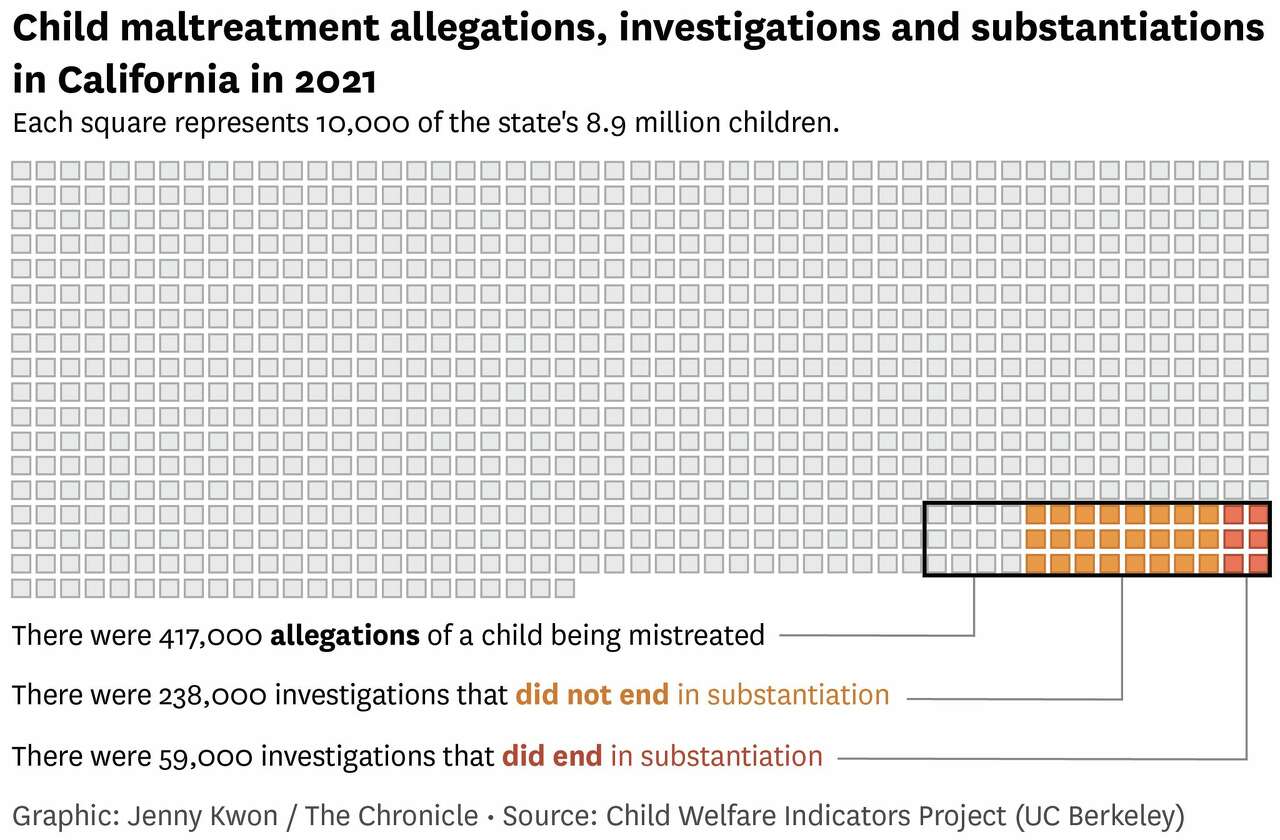 Child maltreatment allegations, investigations and substantiations
in California in 2021
Each square represents 10,000 of the state's 8.9 million children.
There were 417,000 allegations of a child being mistreated
There were 238,000 investigations that did not end in substantiation
There were 59,000 investigations that did end in substantiation
Graphic: Jenny Kwon / The Chronicle • Source: Child Welfare Indicators Project (UC Berkeley)